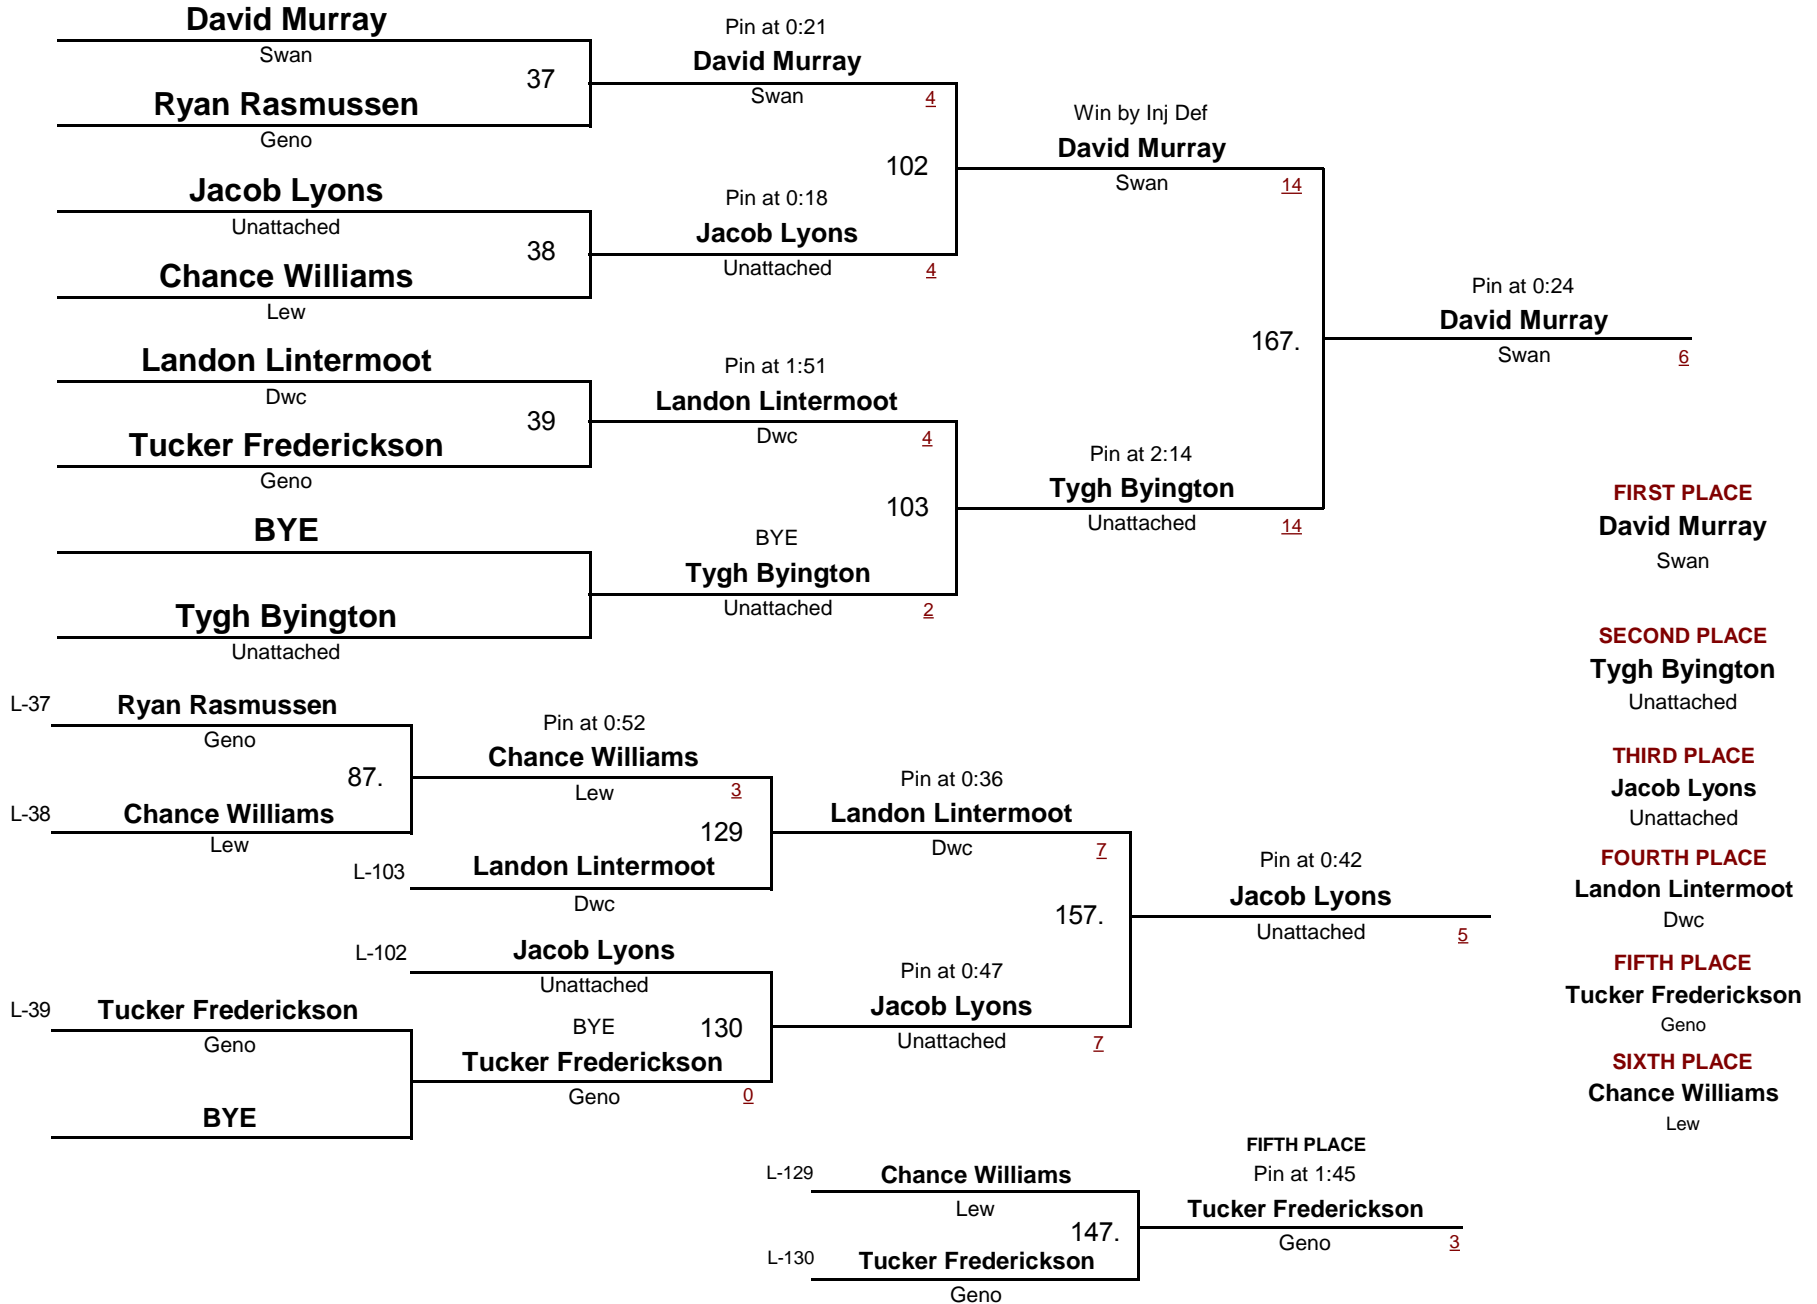 David Murray
Swan
37
Ryan Rasmussen
Geno
Jacob Lyons
Unattached
38
Chance Williams
Lew
Landon Lintermoot
Dwc
39
Tucker Frederickson
Geno
BYE
Tygh Byington
Unattached
Pin at 0:21
David Murray
Swan 4
102
Pin at 0:18
Jacob Lyons
Unattached 4
Pin at 1:51
Landon Lintermoot
Dwc 4
103
BYE
Tygh Byington
Unattached 2
Win by Inj Def
David Murray
Swan 14
167.
Pin at 2:14
Tygh Byington
Unattached 14
Pin at 0:24
David Murray
Swan 6
L-37 Ryan Rasmussen
Geno
87.
L-38 Chance Williams
Lew
L-39 Tucker Frederickson
Geno
BYE
Pin at 0:52
Chance Williams
Lew 3
129
L-103 Landon Lintermoot
Dwc
L-102 Jacob Lyons
Unattached
BYE 130
Tucker Frederickson
Geno 0
Pin at 0:36
Landon Lintermoot
Dwc 7
157.
Pin at 0:47
Jacob Lyons
Unattached 7
Pin at 0:42
Jacob Lyons
Unattached 5
L-129 Chance Williams
Lew
147.
L-130 Tucker Frederickson
Geno
FIFTH PLACE
Pin at 1:45
Tucker Frederickson
Geno 3
FIRST PLACE
David Murray
Swan
SECOND PLACE
Tygh Byington
Unattached
THIRD PLACE
Jacob Lyons
Unattached
FOURTH PLACE
Landon Lintermoot
Dwc
FIFTH PLACE
Tucker Frederickson
Geno
SIXTH PLACE
Chance Williams
Lew